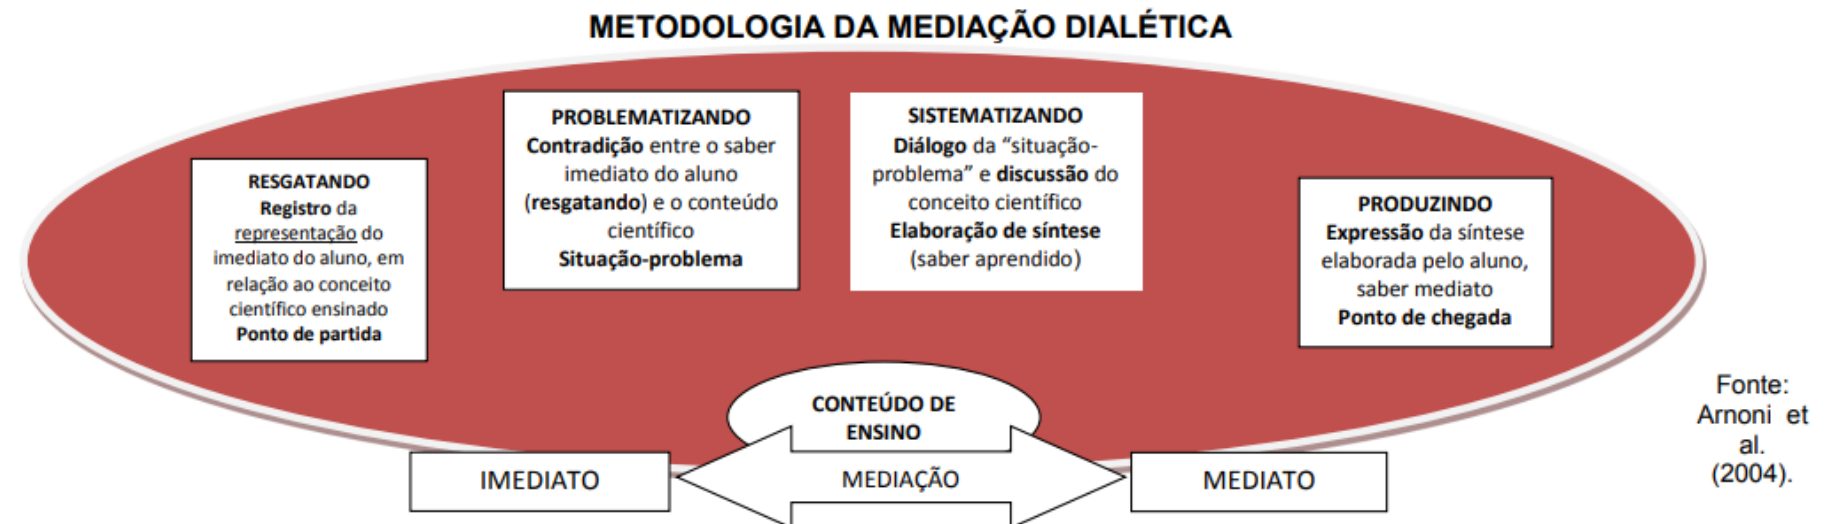 METODOLOGIA DA MEDIAÇÃO DIALÉTICA
RESGATANDO
Registro da
representação do
imediato do aluno, em
relação ao conceito
científico ensinado
Ponto de partida
PROBLEMATIZANDO
Contradição entre o saber
imediato do aluno
(resgatando) e o conteúdo
científico
Situação-problema
SISTEMATIZANDO
Diálogo da “situação-
problema” e discussão do
conceito científico
Elaboração de síntese
(saber aprendido)
PRODUZINDO
Expressão da síntese
elaborada pelo aluno,
saber mediato
Ponto de chegada
CONTEÚDO DE
ENSINO
IMEDIATO
MEDIAÇÃO
MEDIATO
Fonte:
Arnoni et
al.
(2004).